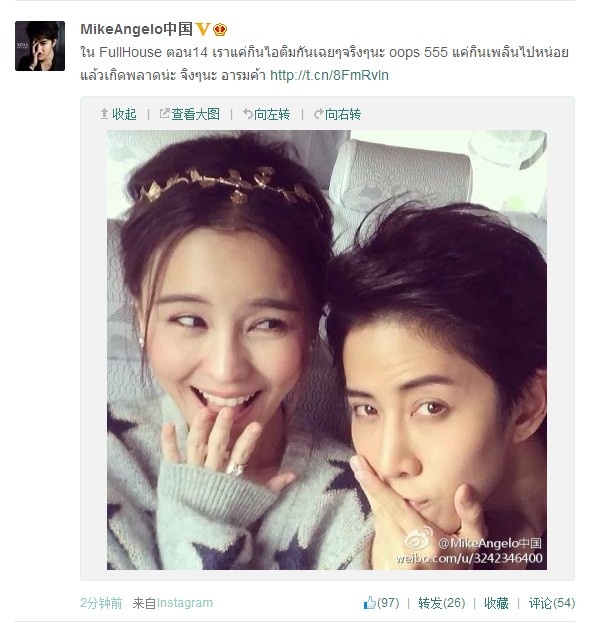 MikeAngelo中国
ใน FullHouse ตอน14 เราแค่กินไอติมกันเฉยๆจริงๆนะ oops 555 แค่กินเพลินไปหน่อย
แล้วเกิดพลาดน่ะ จิงๆนะ อารมค้า http://t.cn/8FmRvln
收起 | 查看大图 | 向左转 | 向右转
@MikeAngelo中国
weibo.com/u/3242346400
2分钟前 来自Instagram (97) | 转发(26) | 收藏 | 评论(54)